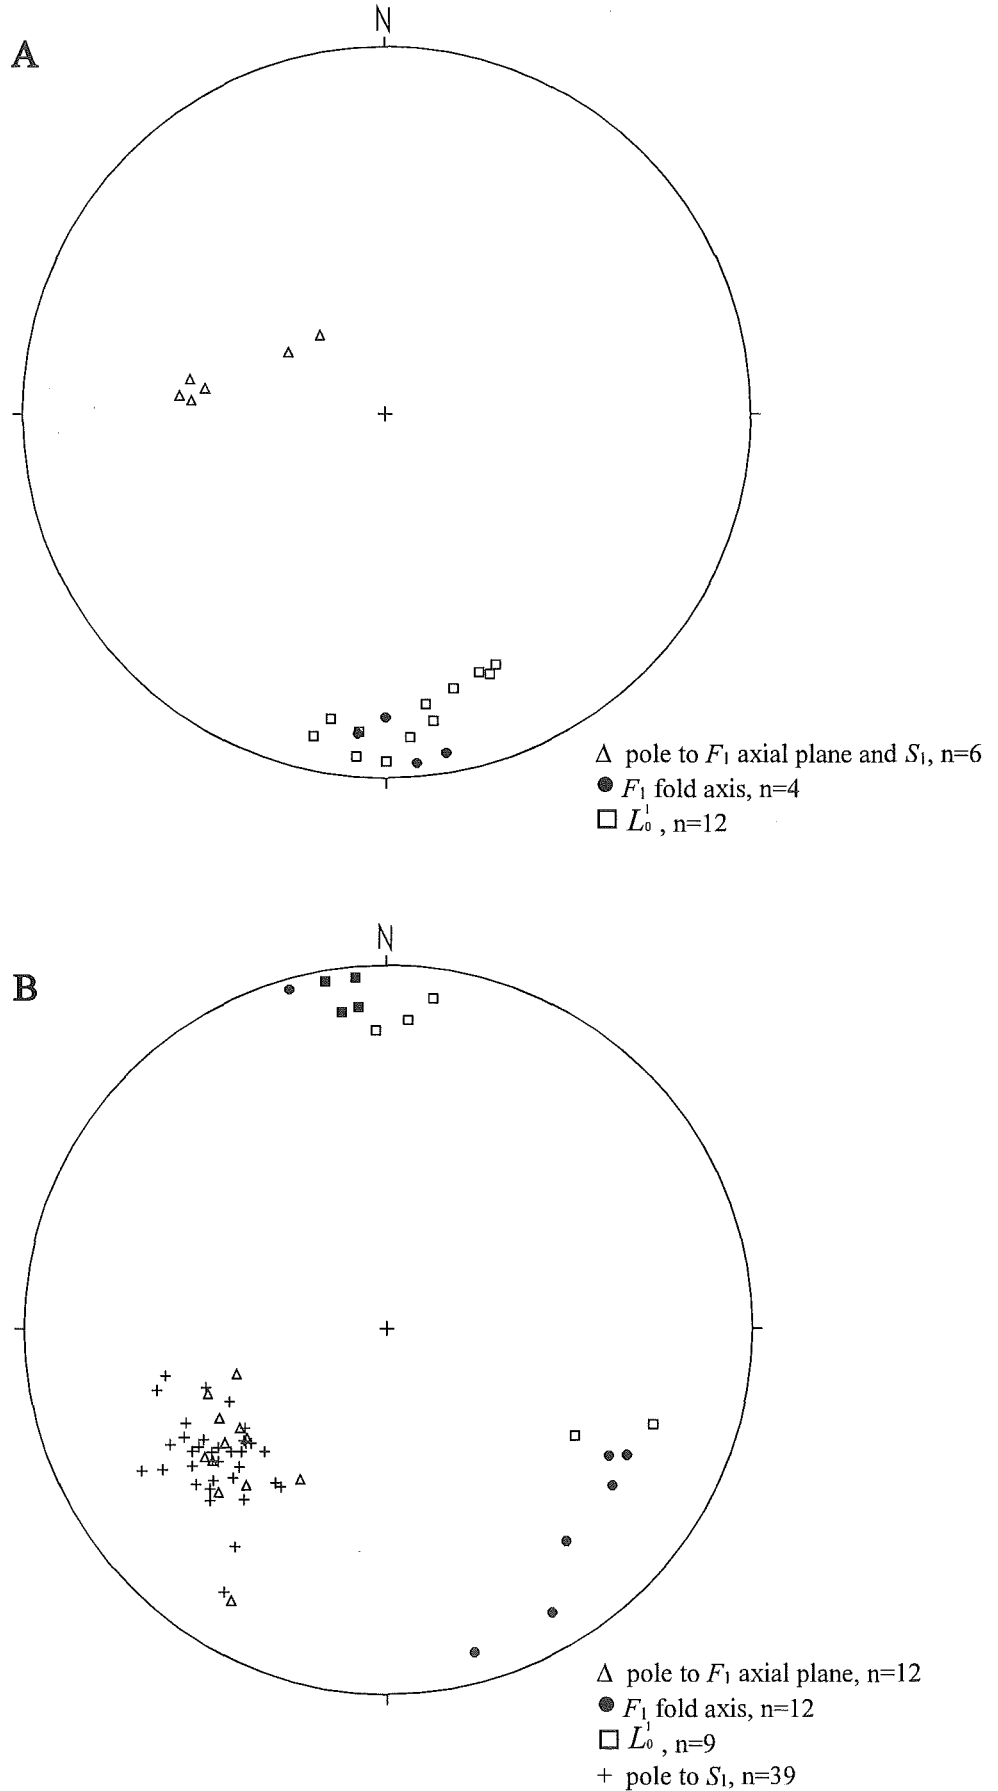 N
A
Δ pole to F₁ axial plane and S₁, n=6
● F₁ fold axis, n=4
□ L¹₀, n=12
N
B
Δ pole to F₁ axial plane, n=12
● F₁ fold axis, n=12
□ L¹₀, n=9
+ pole to S₁, n=39